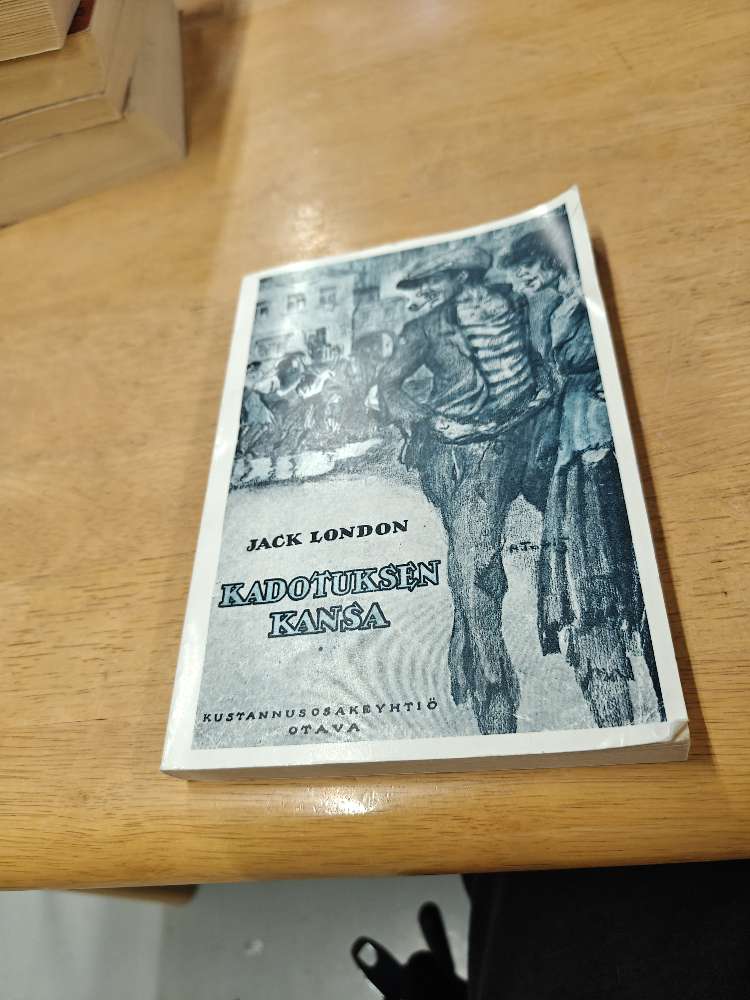 JACK LONDON
KADOTUKSEN
KANSA
KUSTANNUSOSAKEYHTIÖ
OTAVA